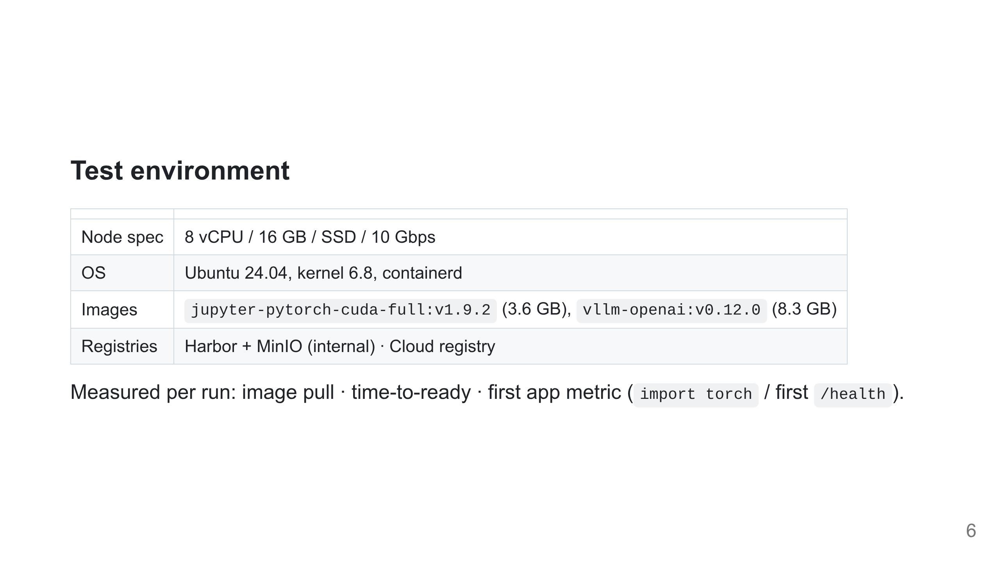 Test environment
Node spec 8 vCPU / 16 GB / SSD / 10 Gbps
OS Ubuntu 24.04, kernel 6.8, containerd
Images jupyter-pytorch-cuda-full:v1.9.2 (3.6 GB), vllm-openai:v0.12.0 (8.3 GB)
Registries Harbor + MinIO (internal) · Cloud registry
Measured per run: image pull · time-to-ready · first app metric (import torch / first /health).
6